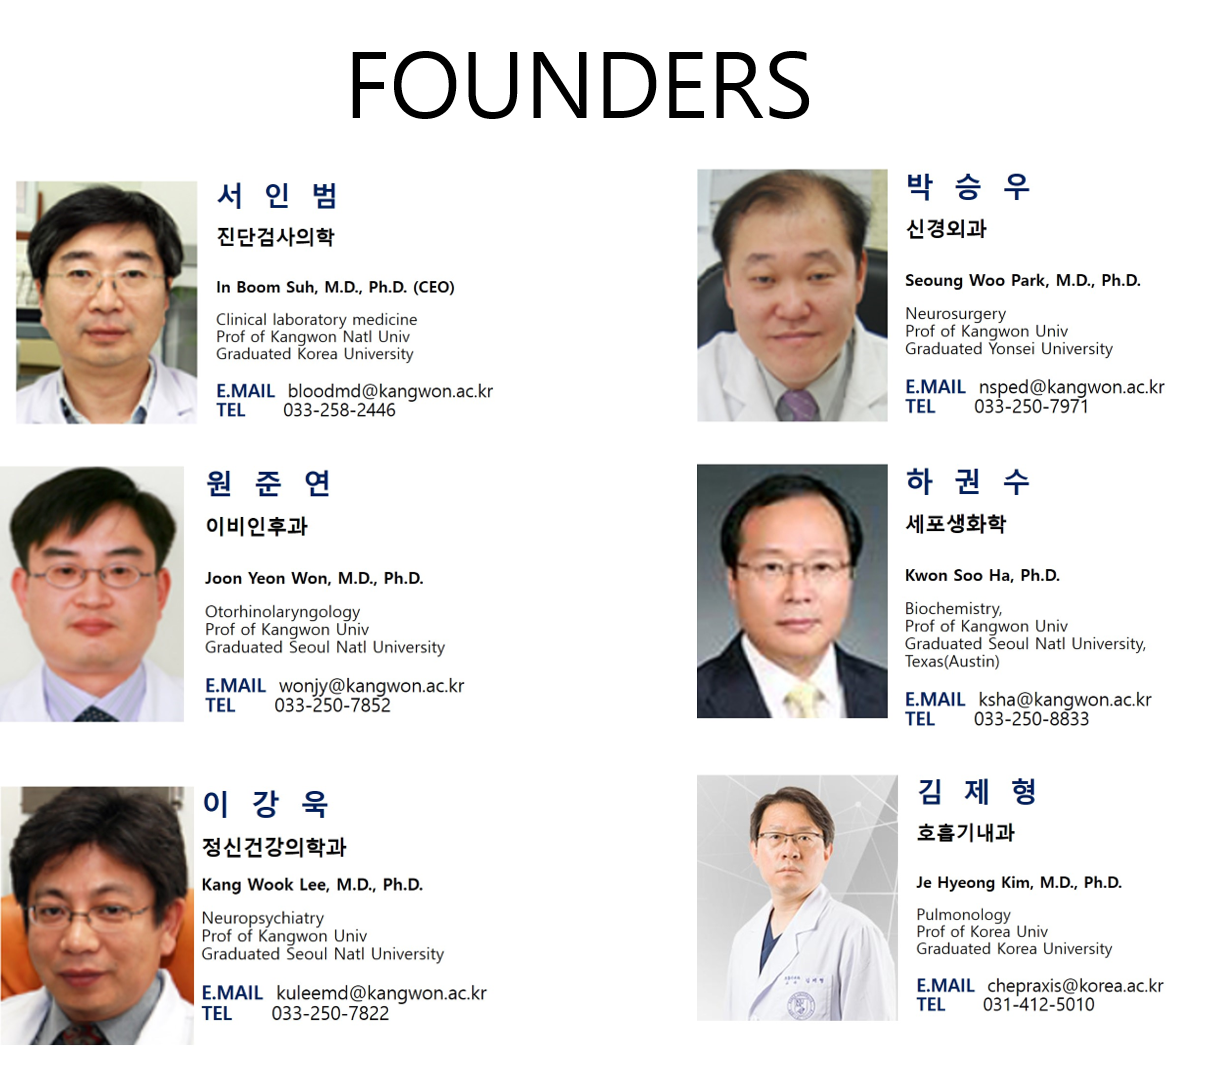 FOUNDERS
서 인 범
진단검사의학
In Boom Suh, M.D., Ph.D. (CEO)
Clinical laboratory medicine
Prof of Kangwon Natl Univ
Graduated Korea University
E.MAIL bloodmd@kangwon.ac.kr
TEL 033-258-2446
박 승 우
신경외과
Seoung Woo Park, M.D., Ph.D.
Neurosurgery
Prof of Kangwon Univ
Graduated Yonsei University
E.MAIL nsped@kangwon.ac.kr
TEL 033-250-7971
원 준 연
이비인후과
Joon Yeon Won, M.D., Ph.D.
Otorhinolaryngology
Prof of Kangwon Univ
Graduated Seoul Natl University
E.MAIL wonjy@kangwon.ac.kr
TEL 033-250-7852
하 권 수
세포생화학
Kwon Soo Ha, Ph.D.
Biochemistry,
Prof of Kangwon Univ
Graduated Seoul Natl University,
Texas(Austin)
E.MAIL ksha@kangwon.ac.kr
TEL 033-250-8833
이 강 욱
정신건강의학과
Kang Wook Lee, M.D., Ph.D.
Neuropsychiatry
Prof of Kangwon Univ
Graduated Seoul Natl University
E.MAIL kuleemd@kangwon.ac.kr
TEL 033-250-7822
김 제 형
호흡기내과
Je Hyeong Kim, M.D., Ph.D.
Pulmonology
Prof of Korea Univ
Graduated Korea University
E.MAIL chepraxis@korea.ac.kr
TEL 031-412-5010